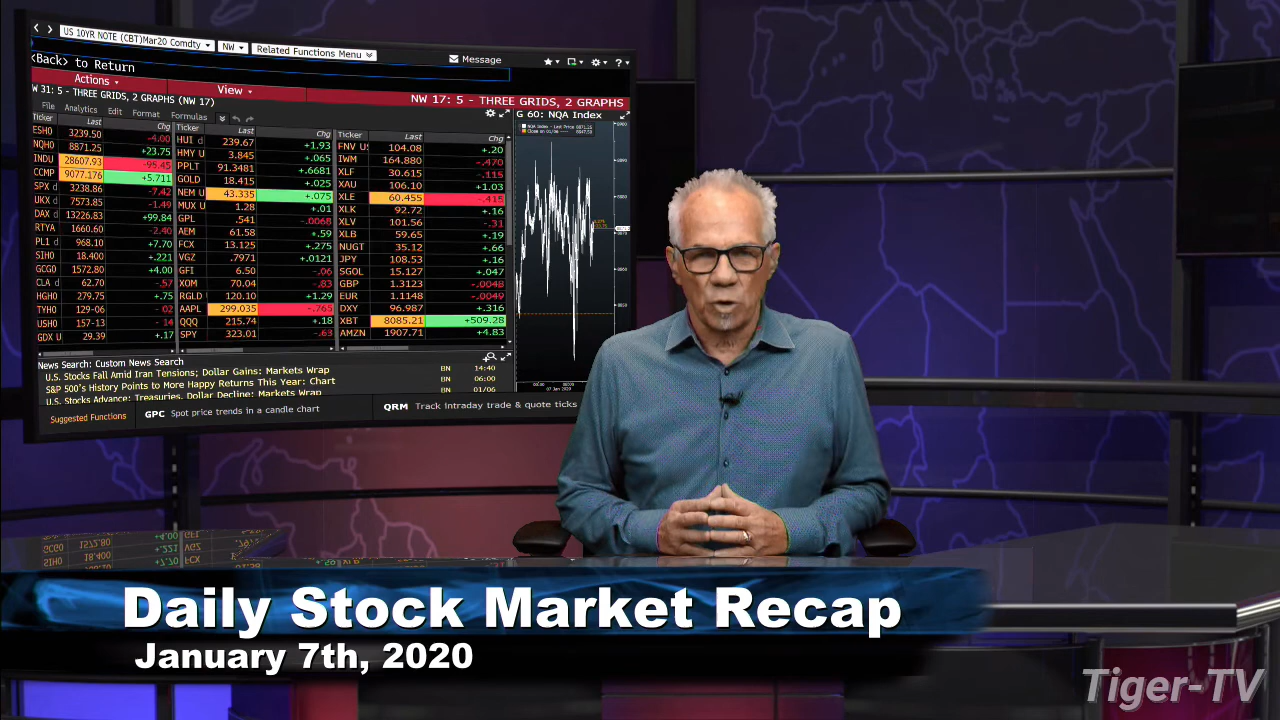 US 10YR NOTE (CBT)Mar20 Comdty NW Related Functions Menu
Message
<Back> to Return
Actions View NW 17: 5 - THREE GRIDS, 2 GRAPHS
W 31: 5 - THREE GRIDS, 2 GRAPHS (NW 17)
G 60: NQA Index
File Analytics Edit Format Formulas
Ticker Last Chg Ticker Last Chg Ticker Last Chg
ESH0 3239.50 -4.00 HUI d 239.67 +1.93 FNV US 104.08 +.20
NQH0 8871.25 +23.75 HMY U 3.845 +.065 IWM 164.880 -.470
INDU 28607.93 -95.45 PPLT 91.3481 +.6681 XLF 30.615 -.115
CCMP 9077.176 +5.711 GOLD 18.415 +.025 XAU 106.10 +1.03
SPX d 3238.86 -7.42 NEM U 43.335 +.075 XLE 60.455 -.415
UKX d 7573.85 -1.49 MUX U 1.28 +.01 XLK 92.72 +.16
DAX d 13226.83 +99.84 GPL .541 -.0068 XLV 101.56 -.31
RTYA 1660.60 -2.40 AEM 61.58 +.59 XLB 59.65 +.19
PL1 d 968.10 +7.70 FCX 13.125 +.275 NUGT 35.12 +.66
SIH0 18.400 +.221 VGZ .7971 +.0121 JPY 108.53 +.16
GCG0 1572.80 +4.00 GFI 6.50 -.06 SGOL 15.127 +.047
CLA d 62.70 -.57 XOM 70.04 -.83 GBP 1.3123 -.0048
HGH0 279.75 +.75 RGLD 120.10 +1.29 EUR 1.1148 -.0049
TYH0 129-06 - 02 AAPL 299.035 -.765 DXY 96.987 +.316
USH0 157-13 - 14 QQQ 215.74 +.18 XBT 8085.21 +509.28
GDX U 29.39 +.17 SPY 323.01 -.63 AMZN 1907.71 +4.83
News Search: Custom News Search
U.S. Stocks Fall Amid Iran Tensions; Dollar Gains: Markets Wrap BN 14:40
S&P 500's History Points to More Happy Returns This Year: Chart BN 06:00
U.S. Stocks Advance; Treasuries, Dollar Decline: Markets Wrap BN 01/06
07 Jan 2020
Suggested Functions GPC Spot price trends in a candle chart QRM Track intraday trade & quote ticks
Daily Stock Market Recap
January 7th, 2020
Tiger-TV